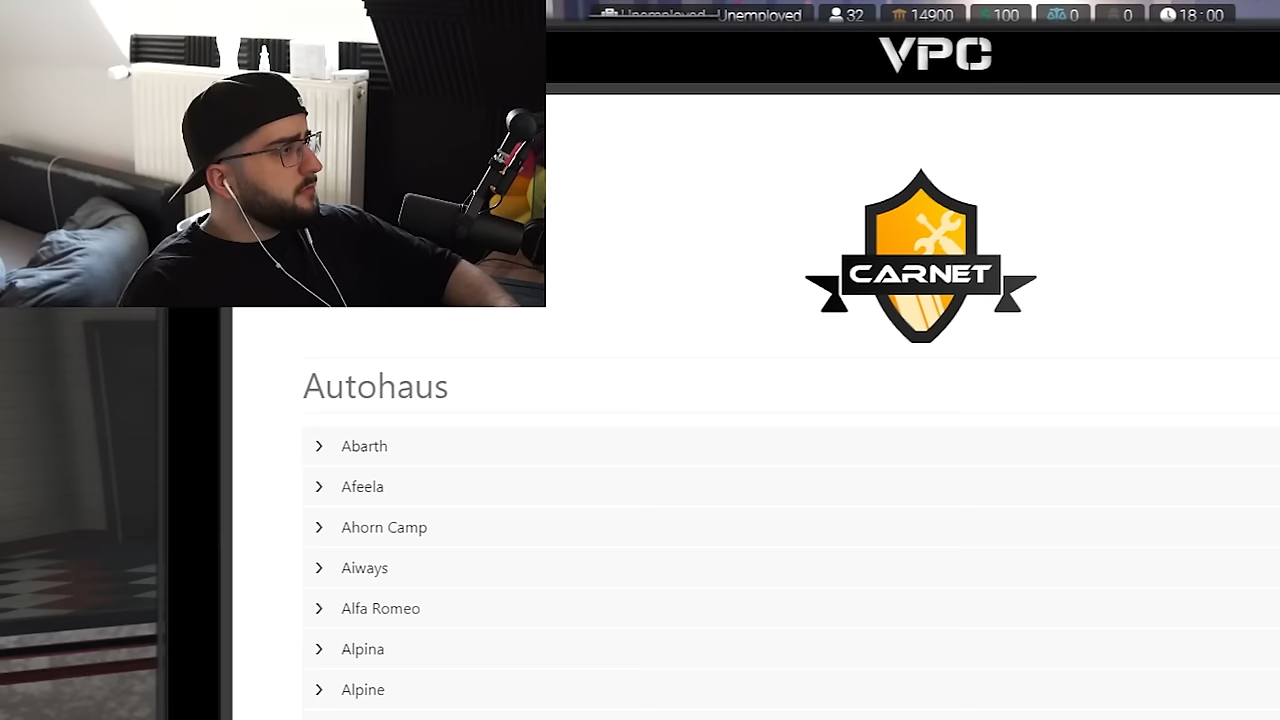 Unemployed Unemployed 32 14900 100 0 0 18:00
VPC
CARNET
Autohaus
Abarth
Afeela
Ahorn Camp
Aiways
Alfa Romeo
Alpina
Alpine